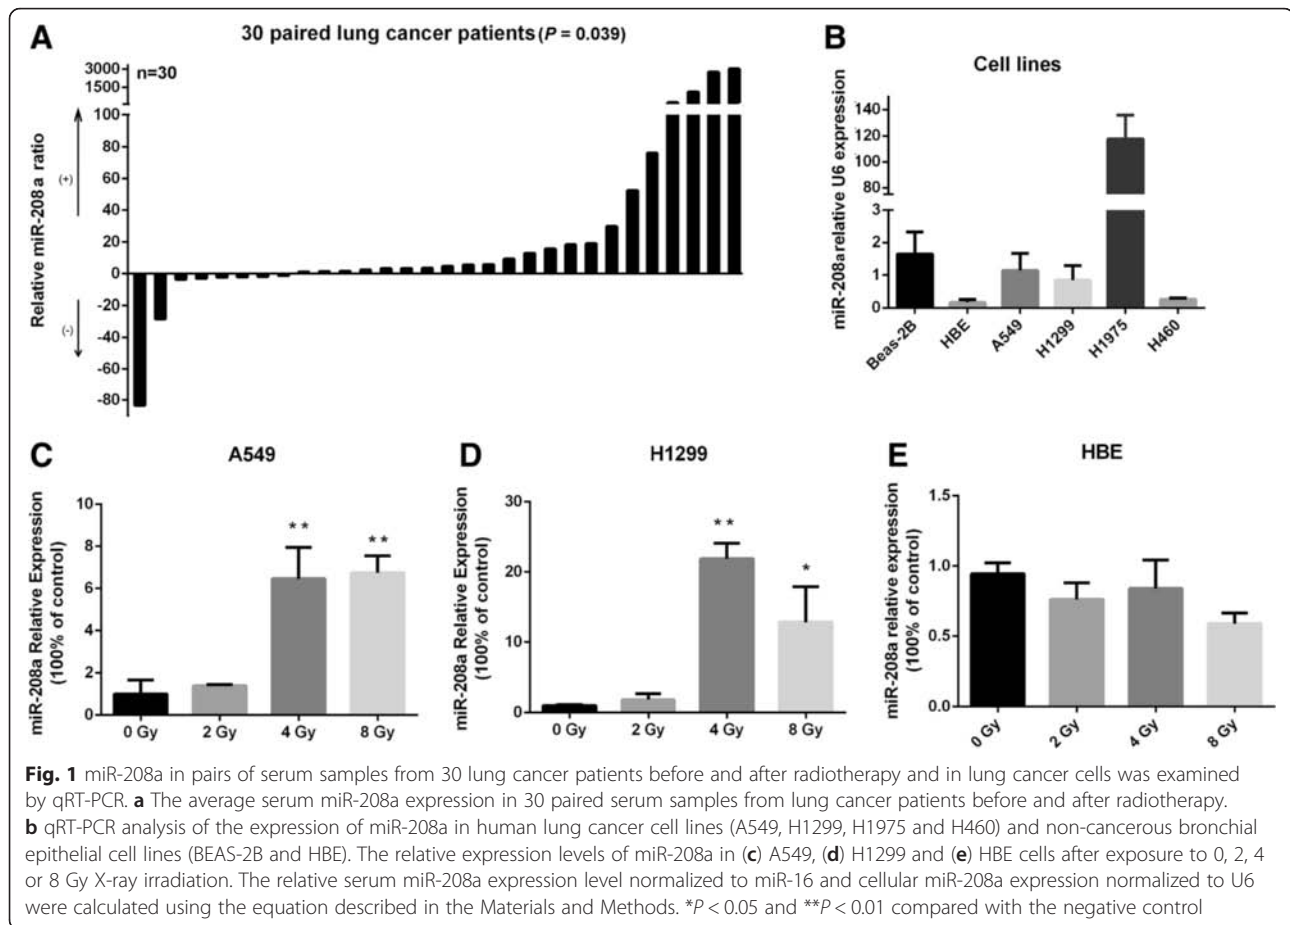 A
30 paired lung cancer patients (P = 0.039)
n=30
Relative miR-208a ratio
(+)
(-)
3000
1500
100
80
60
40
20
0
-20
-40
-60
-80
B
Cell lines
miR-208a relative U6 expression
140
120
100
80
3
2
1
0
Beas-2B
HBE
A549
H1299
H1975
H460
C
A549
miR-208a Relative Expression
(100% of control)
10
8
6
4
2
0
**
**
0 Gy
2 Gy
4 Gy
8 Gy
D
H1299
miR-208a Relative Expression
(100% of control)
30
20
10
0
**
*
0 Gy
2 Gy
4 Gy
8 Gy
E
HBE
miR-208a relative expression
(100% of control)
1.5
1.0
0.5
0.0
0 Gy
2 Gy
4 Gy
8 Gy
Fig. 1 miR-208a in pairs of serum samples from 30 lung cancer patients before and after radiotherapy and in lung cancer cells was examined
by qRT-PCR. a The average serum miR-208a expression in 30 paired serum samples from lung cancer patients before and after radiotherapy.
b qRT-PCR analysis of the expression of miR-208a in human lung cancer cell lines (A549, H1299, H1975 and H460) and non-cancerous bronchial
epithelial cell lines (BEAS-2B and HBE). The relative expression levels of miR-208a in (c) A549, (d) H1299 and (e) HBE cells after exposure to 0, 2, 4
or 8 Gy X-ray irradiation. The relative serum miR-208a expression level normalized to miR-16 and cellular miR-208a expression normalized to U6
were calculated using the equation described in the Materials and Methods. *P < 0.05 and **P < 0.01 compared with the negative control